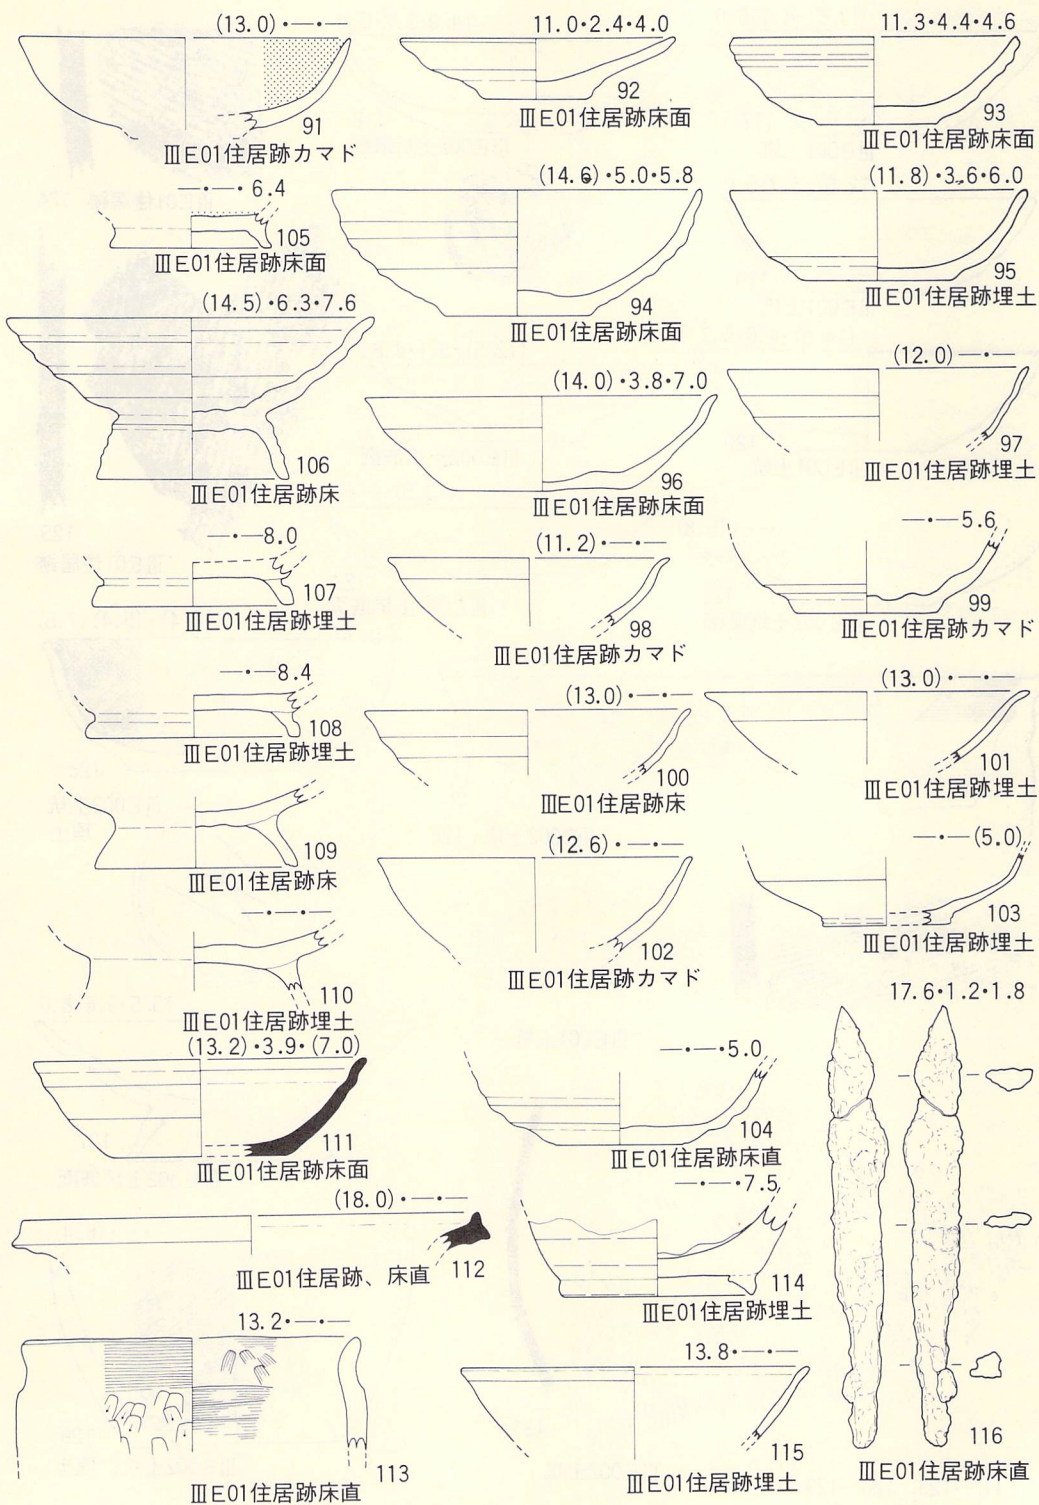 (13.0)・—・—
91
ⅢE01住居跡カマド
11.0・2.4・4.0
92
ⅢE01住居跡床面
11.3・4.4・4.6
93
ⅢE01住居跡床面
—・—・6.4
105
ⅢE01住居跡床面
(14.6)・5.0・5.8
94
ⅢE01住居跡床面
(11.8)・3.6・6.0
95
ⅢE01住居跡埋土
(14.5)・6.3・7.6
106
ⅢE01住居跡床
(14.0)・3.8・7.0
96
ⅢE01住居跡床面
(12.0)—・—
97
ⅢE01住居跡埋土
—・—8.0
107
ⅢE01住居跡埋土
(11.2)・—・—
98
ⅢE01住居跡カマド
—・—5.6
99
ⅢE01住居跡カマド
—・—8.4
108
ⅢE01住居跡埋土
(13.0)・—・—
100
ⅢE01住居跡床
(13.0)・—・—
101
ⅢE01住居跡埋土
109
ⅢE01住居跡床
(12.6)・—・—
102
ⅢE01住居跡カマド
—・—(5.0)
103
ⅢE01住居跡埋土
—・—・—
110
ⅢE01住居跡埋土
(13.2)・3.9・(7.0)
111
ⅢE01住居跡床面
—・—・5.0
104
ⅢE01住居跡床直
17.6・1.2・1.8
116
ⅢE01住居跡床直
(18.0)・—・—
112
ⅢE01住居跡、床直
—・—・7.5
114
ⅢE01住居跡埋土
13.2・—・—
113
ⅢE01住居跡床直
13.8・—・—
115
ⅢE01住居跡埋土